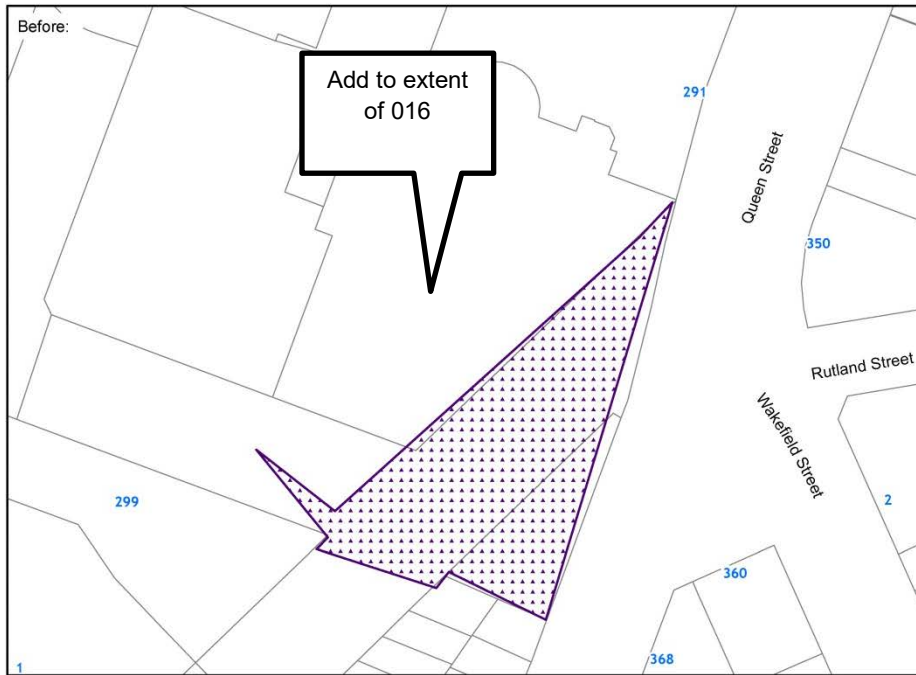 Before:
Add to extent
of 016
291
Queen Street
350
Rutland Street
Wakefield Street
299
2
360
368
1